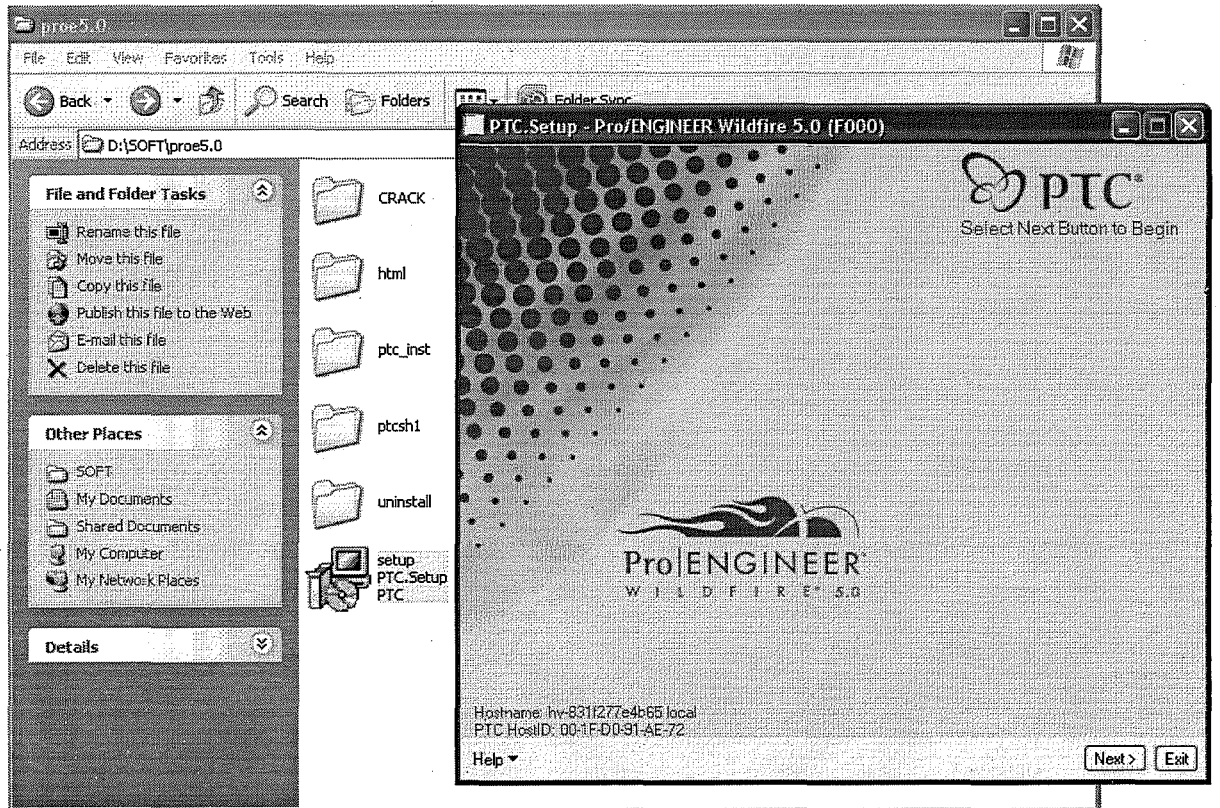 proe5.0
File Edit View Favorites Tools Help
Back Search Folders Folder Sync
Address D:\SOFT\proe5.0
File and Folder Tasks
Rename this file
Move this file
Copy this file
Publish this file to the Web
E-mail this file
Delete this file
Other Places
SOFT
My Documents
Shared Documents
My Computer
My Network Places
Details
CRACK
html
ptc_inst
ptcsh1
uninstall
setup
PTC.Setup
PTC
PTC.Setup - Pro/ENGINEER Wildfire 5.0 (F000)
PTC®
Select Next Button to Begin
Pro|ENGINEER®
WILDFIRE® 5.0
Hostname: hv-831f277e4b65.local
PTC HostID: 00-1F-D0-91-AE-72
Help
Next > Exit